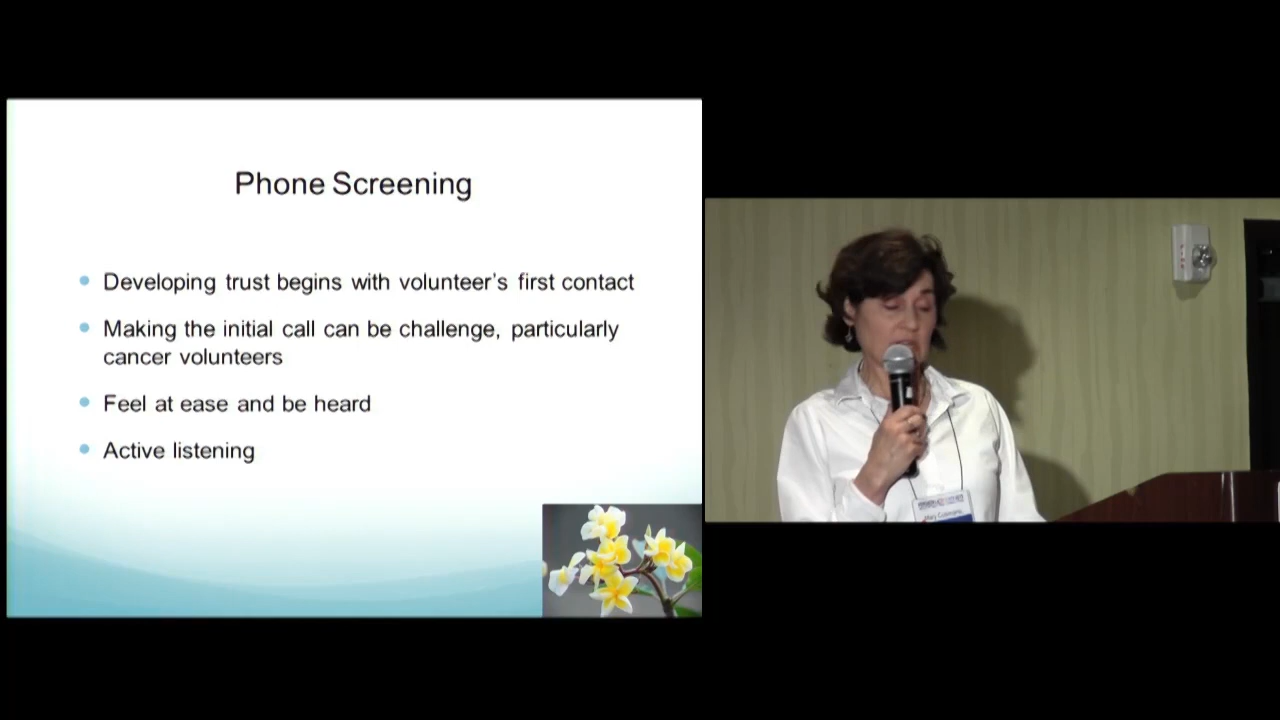 Phone Screening
Developing trust begins with volunteer's first contact
Making the initial call can be challenge, particularly
cancer volunteers
Feel at ease and be heard
Active listening